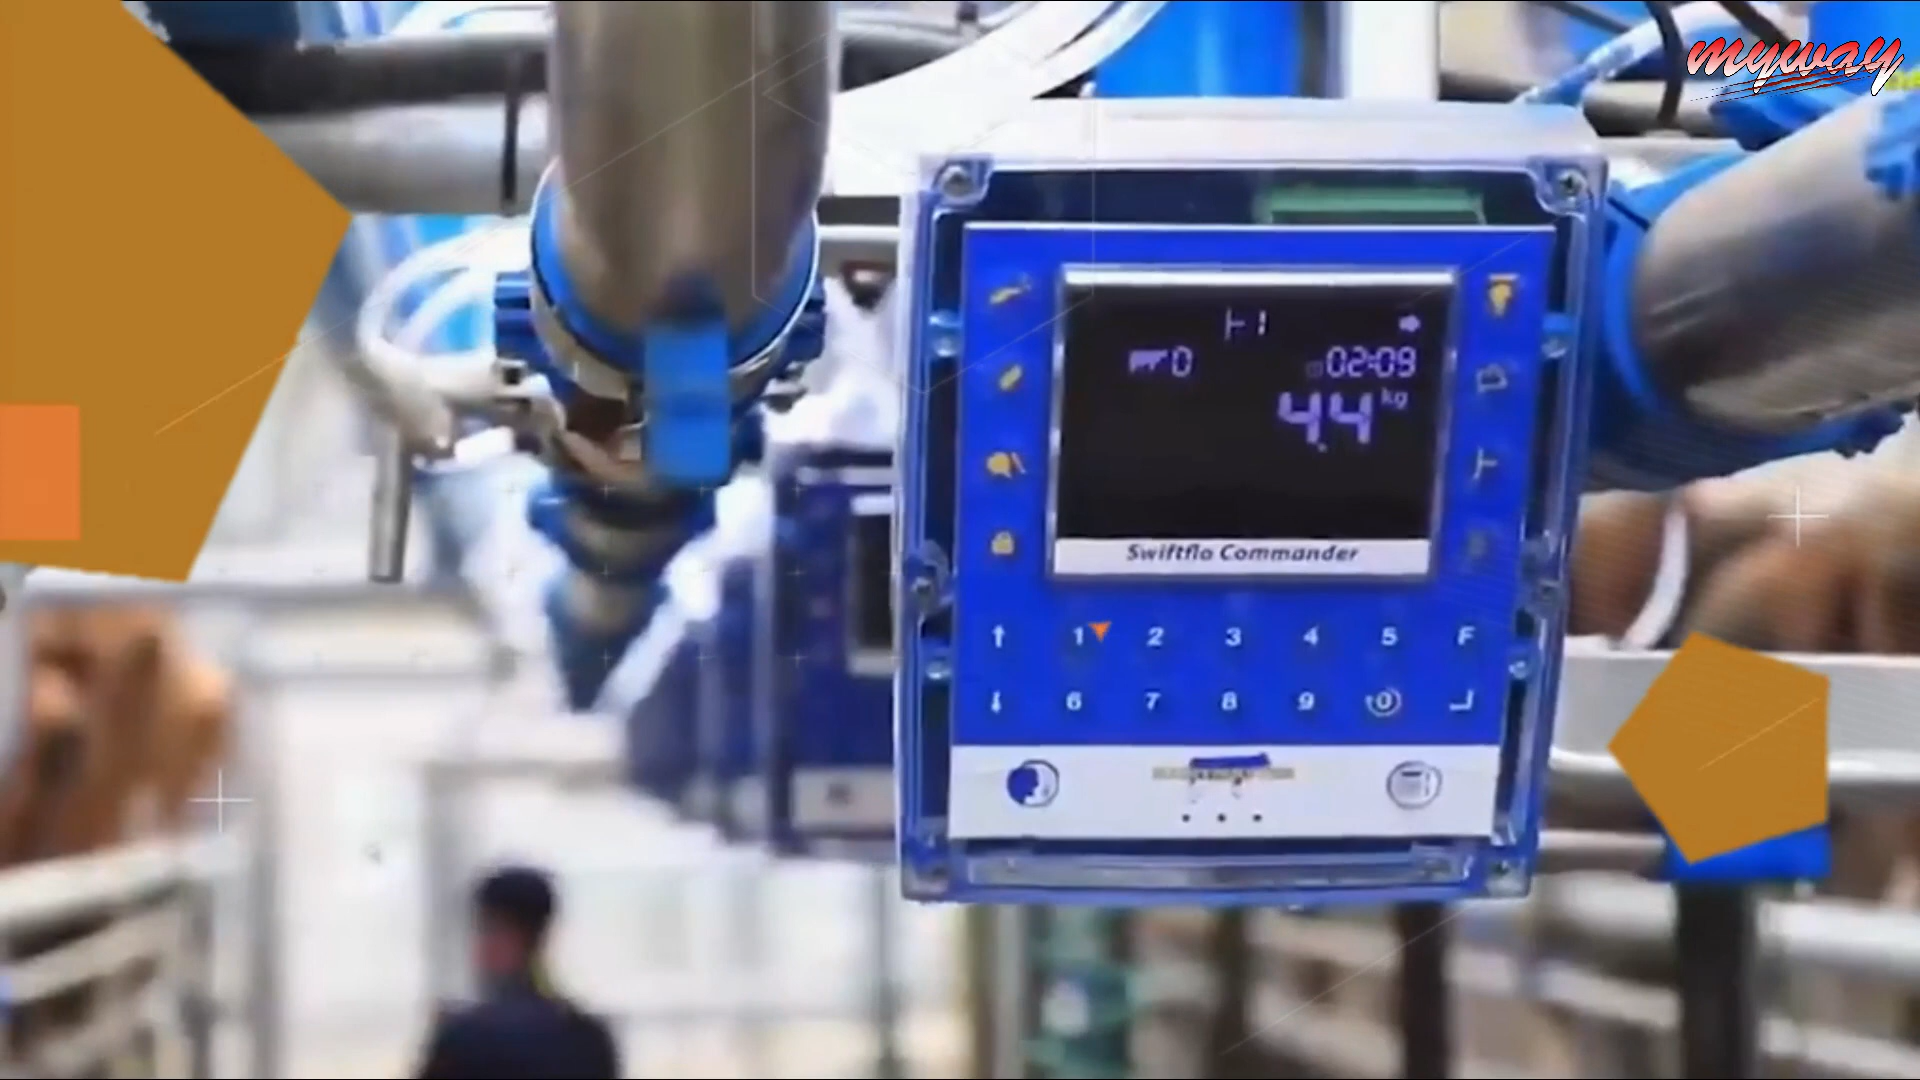 myway
1
0 02:09
4.4 kg
Swiftflo Commander
1 2 3 4 5 F
6 7 8 9 0